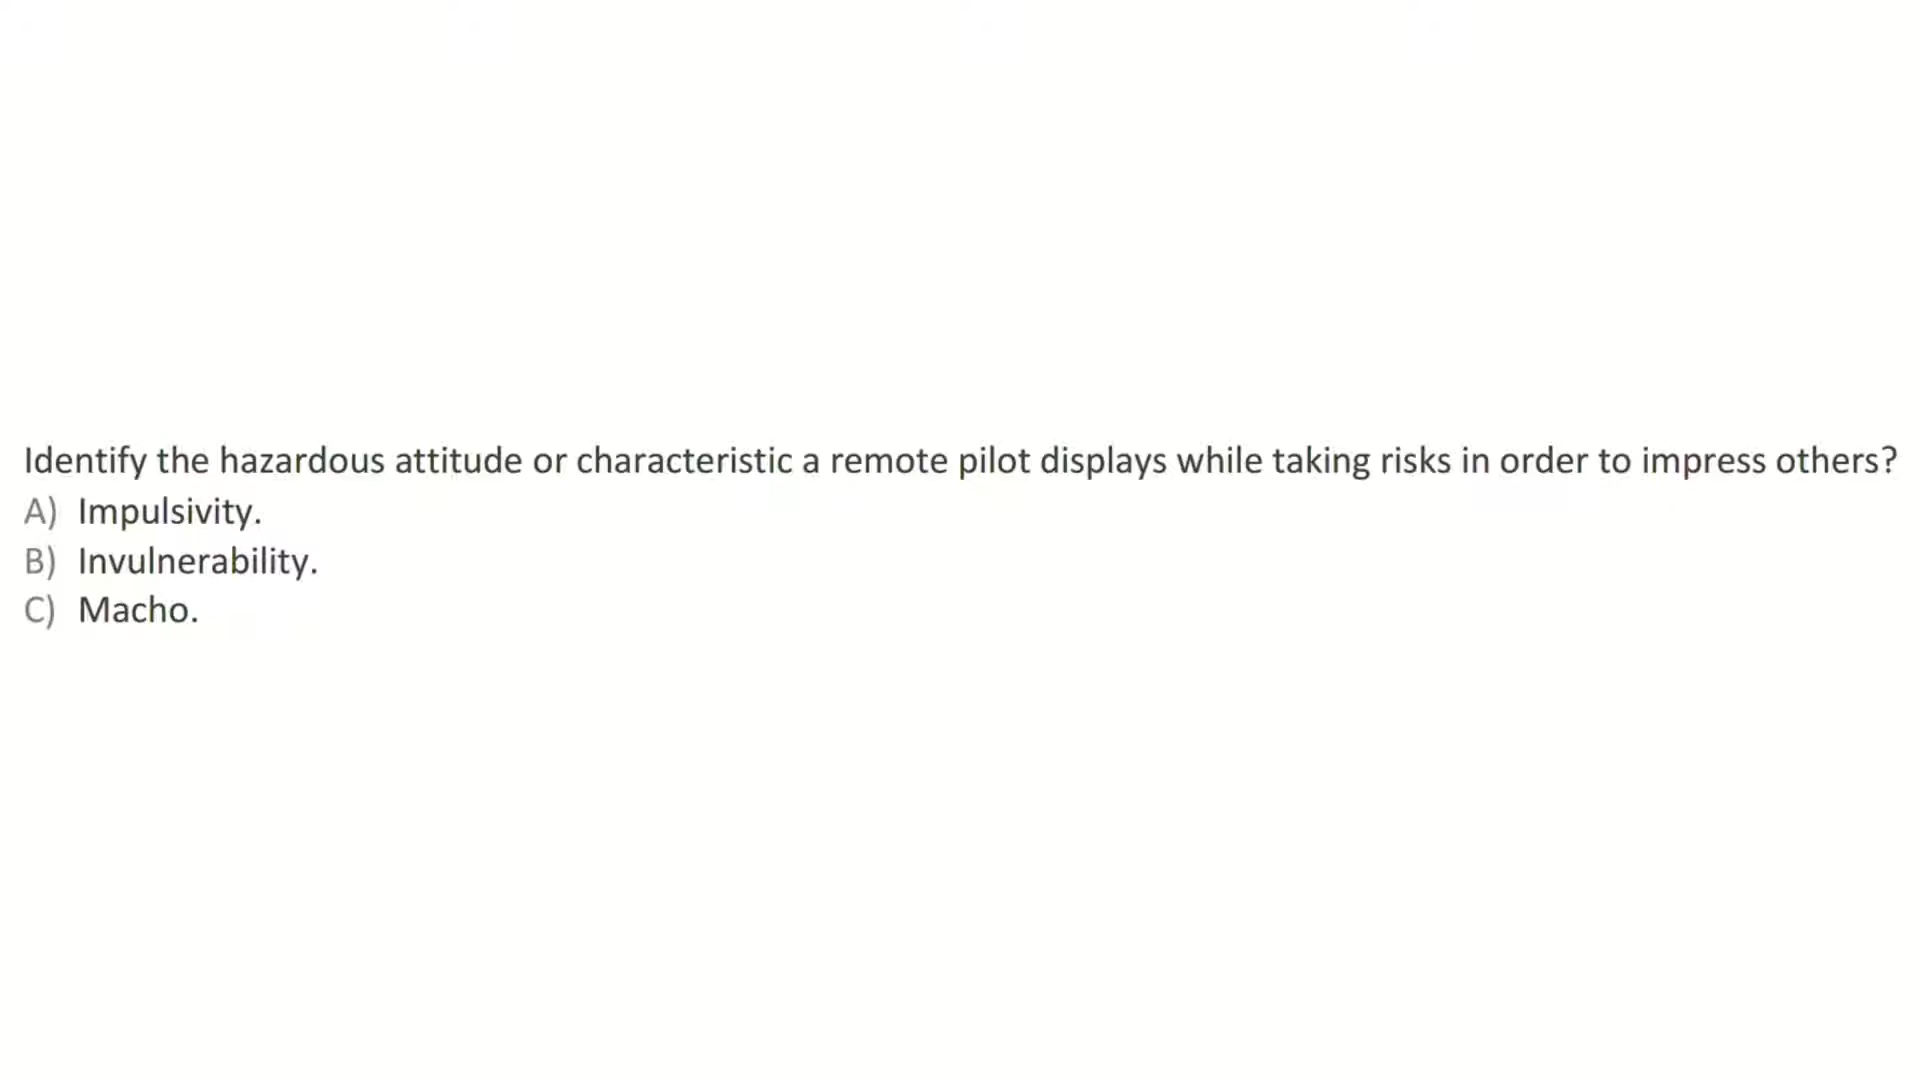 Identify the hazardous attitude or characteristic a remote pilot displays while taking risks in order to impress others?
A) Impulsivity.
B) Invulnerability.
C) Macho.